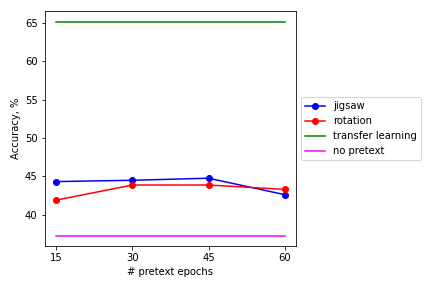 65
60
55
50
45
40
Accuracy, %
15 30 45 60
# pretext epochs
jigsaw
rotation
transfer learning
no pretext